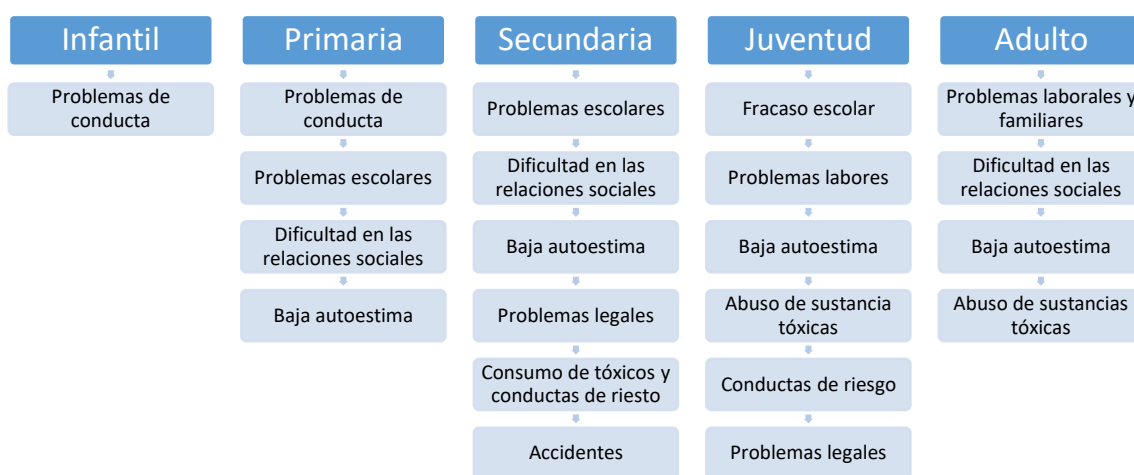 Infantil
Problemas de
conducta
Primaria
Problemas de
conducta
Problemas escolares
Dificultad en las
relaciones sociales
Baja autoestima
Secundaria
Problemas escolares
Dificultad en las
relaciones sociales
Baja autoestima
Problemas legales
Consumo de tóxicos y
conductas de riesto
Accidentes
Juventud
Fracaso escolar
Problemas labores
Baja autoestima
Abuso de sustancia
tóxicas
Conductas de riesgo
Problemas legales
Adulto
Problemas laborales y
familiares
Dificultad en las
relaciones sociales
Baja autoestima
Abuso de sustancias
tóxicas